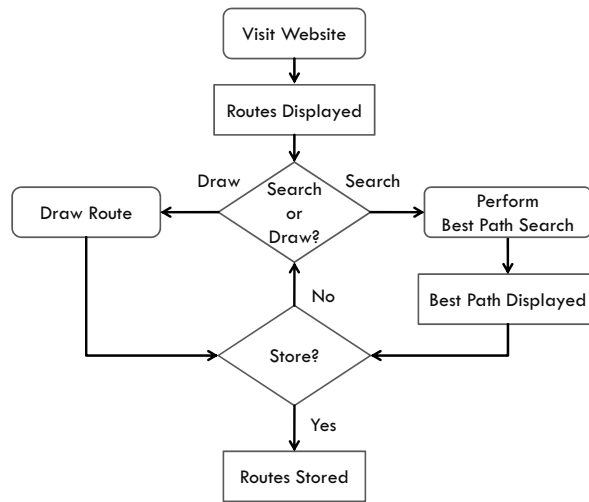 Visit Website
Routes Displayed
Draw
Search
Search
or
Draw?
Draw Route
Perform
Best Path Search
No
Best Path Displayed
Store?
Yes
Routes Stored